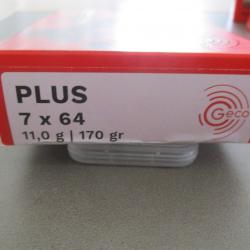 PLUS
7 x 64
11,0 g | 170 gr
Geco